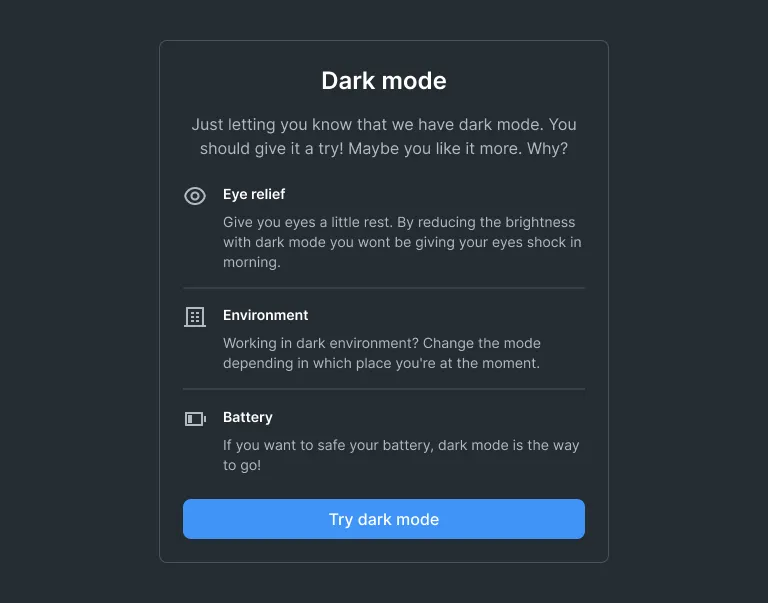 Dark mode
Just letting you know that we have dark mode. You
should give it a try! Maybe you like it more. Why?
Eye relief
Give you eyes a little rest. By reducing the brightness
with dark mode you wont be giving your eyes shock in
morning.
Environment
Working in dark environment? Change the mode
depending in which place you're at the moment.
Battery
If you want to safe your battery, dark mode is the way
to go!
Try dark mode